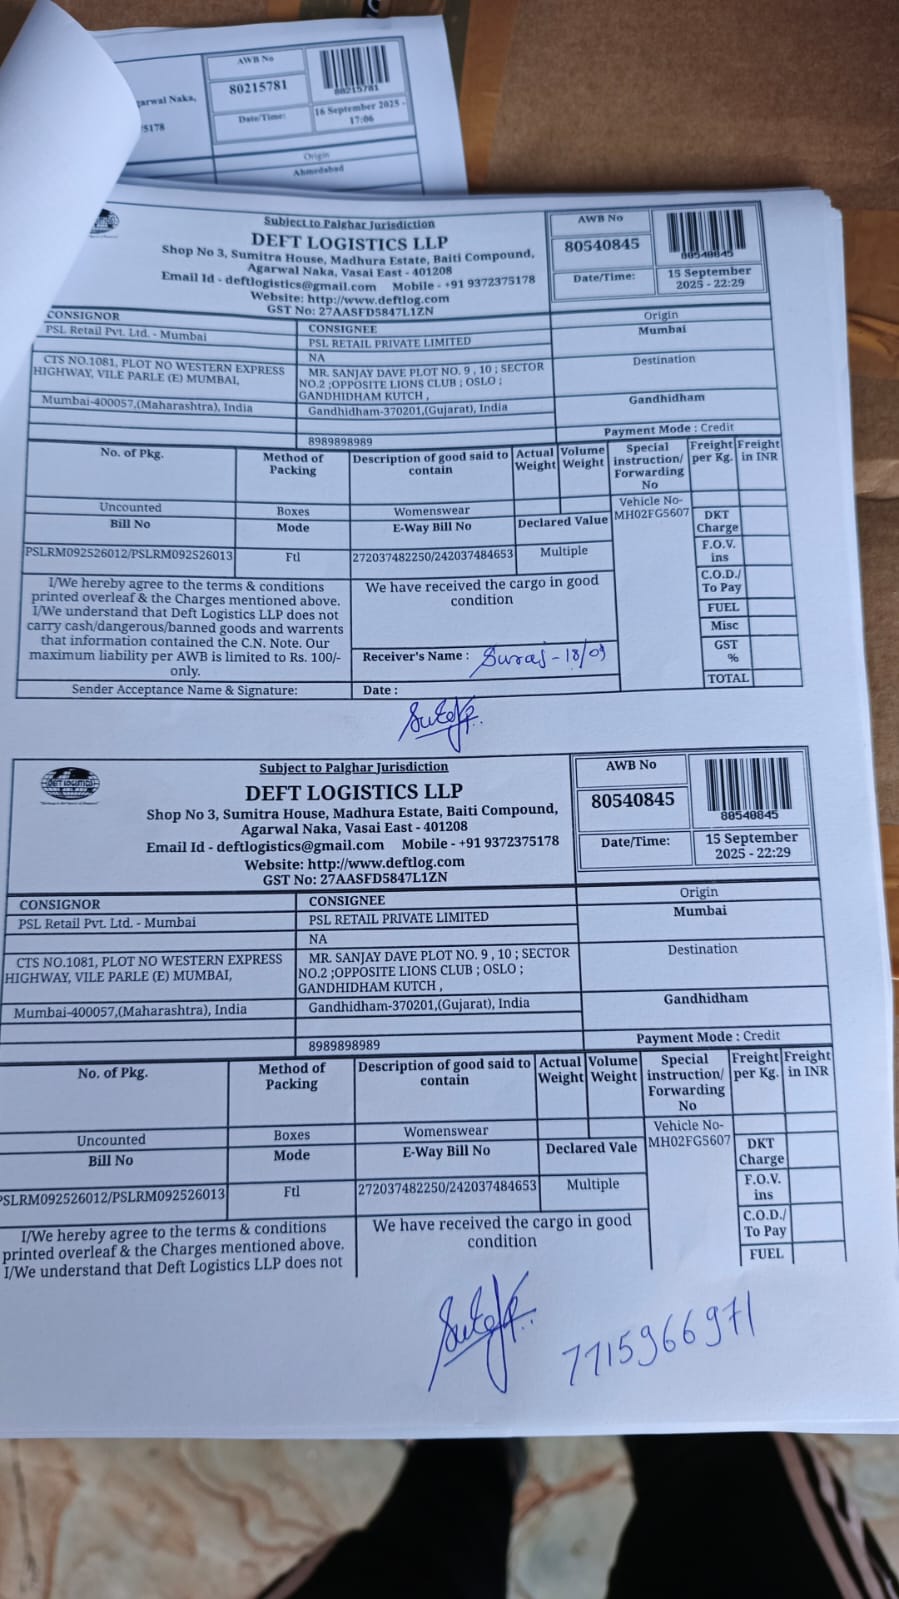 AWB No
80215781
80215781
garwal Naka,
Date/Time:
16 September 2025 -
17:06
5178
Origin
Ahmedabad
Subject to Palghar Jurisdiction
DEFT LOGISTICS LLP
Shop No 3, Sumitra House, Madhura Estate, Baiti Compound,
Agarwal Naka, Vasai East - 401208
Email Id - deftlogistics@gmail.com Mobile - +91 9372375178
Website: http://www.deftlog.com
GST No: 27AASFD5847L1ZN
AWB No
80540845
80540845
Date/Time:
15 September
2025 - 22:29
CONSIGNOR
CONSIGNEE
Origin
PSL Retail Pvt. Ltd. - Mumbai
PSL RETAIL PRIVATE LIMITED
Mumbai
NA
CTS NO.1081, PLOT NO WESTERN EXPRESS
HIGHWAY, VILE PARLE (E) MUMBAI,
MR. SANJAY DAVE PLOT NO. 9 , 10 ; SECTOR
NO.2 ;OPPOSITE LIONS CLUB ; OSLO ;
GANDHIDHAM KUTCH ,
Destination
Mumbai-400057,(Maharashtra), India
Gandhidham-370201,(Gujarat), India
Gandhidham
8989898989
Payment Mode : Credit
No. of Pkg.
Method of
Packing
Description of good said to
contain
Actual
Weight
Volume
Weight
Special
instruction/
Forwarding
No
Freight
per Kg.
Freight
in INR
Uncounted
Boxes
Womenswear
Vehicle No-
MH02FG5607
Bill No
Mode
E-Way Bill No
Declared Value
DKT
Charge
PSLRM092526012/PSLRM092526013
Ftl
272037482250/242037484653
Multiple
F.O.V.
ins
I/We hereby agree to the terms & conditions
printed overleaf & the Charges mentioned above.
I/We understand that Deft Logistics LLP does not
carry cash/dangerous/banned goods and warrents
that information contained the C.N. Note. Our
maximum liability per AWB is limited to Rs. 100/-
only.
We have received the cargo in good
condition
C.O.D./
To Pay
FUEL
Misc
GST
%
TOTAL
Receiver's Name : Suraj - 18/09
Sender Acceptance Name & Signature:
Date :
Subject to Palghar Jurisdiction
DEFT LOGISTICS
DEFT LOGISTICS LLP
Shop No 3, Sumitra House, Madhura Estate, Baiti Compound,
Agarwal Naka, Vasai East - 401208
Email Id - deftlogistics@gmail.com Mobile - +91 9372375178
Website: http://www.deftlog.com
GST No: 27AASFD5847L1ZN
AWB No
80540845
80540845
Date/Time:
15 September
2025 - 22:29
CONSIGNOR
CONSIGNEE
Origin
PSL Retail Pvt. Ltd. - Mumbai
PSL RETAIL PRIVATE LIMITED
Mumbai
NA
CTS NO.1081, PLOT NO WESTERN EXPRESS
HIGHWAY, VILE PARLE (E) MUMBAI,
MR. SANJAY DAVE PLOT NO. 9 , 10 ; SECTOR
NO.2 ;OPPOSITE LIONS CLUB ; OSLO ;
GANDHIDHAM KUTCH ,
Destination
Mumbai-400057,(Maharashtra), India
Gandhidham-370201,(Gujarat), India
Gandhidham
8989898989
Payment Mode : Credit
No. of Pkg.
Method of
Packing
Description of good said to
contain
Actual
Weight
Volume
Weight
Special
instruction/
Forwarding
No
Freight
per Kg.
Freight
in INR
Uncounted
Boxes
Womenswear
Vehicle No-
MH02FG5607
Bill No
Mode
E-Way Bill No
Declared Vale
DKT
Charge
PSLRM092526012/PSLRM092526013
Ftl
272037482250/242037484653
Multiple
F.O.V.
ins
I/We hereby agree to the terms & conditions
printed overleaf & the Charges mentioned above.
I/We understand that Deft Logistics LLP does not
We have received the cargo in good
condition
C.O.D./
To Pay
FUEL
7715966971